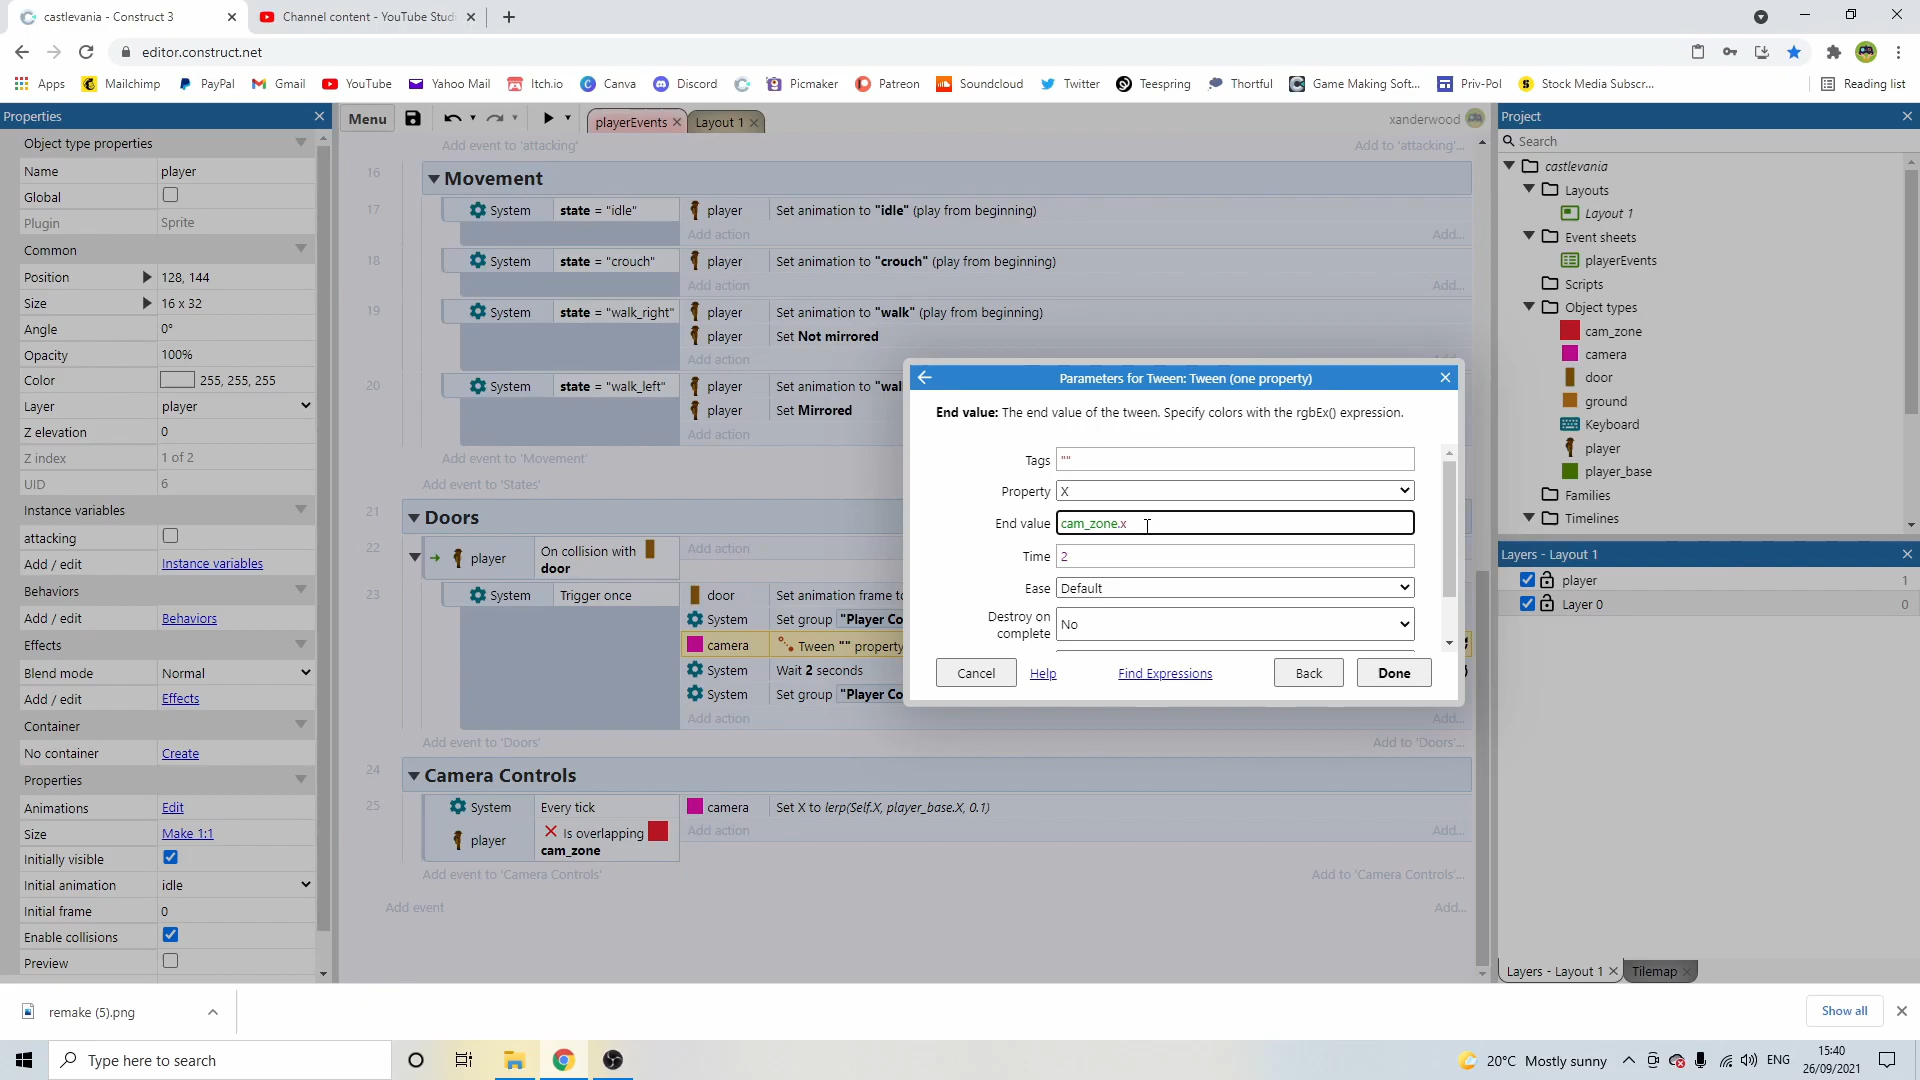 castlevania - Construct 3
Channel content - YouTube Studi
editor.construct.net
Apps
Mailchimp
PayPal
Gmail
YouTube
Yahoo Mail
Itch.io
Canva
Discord
Picmaker
Patreon
Soundcloud
Twitter
Teespring
Thortful
Game Making Soft...
Priv-Pol
Stock Media Subscr...
Reading list
Properties
Object type properties
Name player
Global
Plugin Sprite
Common
Position 128, 144
Size 16 x 32
Angle 0°
Opacity 100%
Color 255, 255, 255
Layer player
Z elevation 0
Z index 1 of 2
UID 6
Instance variables
attacking
Add / edit Instance variables
Behaviors
Add / edit Behaviors
Effects
Blend mode Normal
Add / edit Effects
Container
No container Create
Properties
Animations Edit
Size Make 1:1
Initially visible
Initial animation idle
Initial frame 0
Enable collisions
Preview
Menu
playerEvents
Layout 1
xanderwood
Add event to 'attacking'
Add to 'attacking'...
16 Movement
17 System state = "idle" player Set animation to "idle" (play from beginning)
Add action Add...
18 System state = "crouch" player Set animation to "crouch" (play from beginning)
Add action Add...
19 System state = "walk_right" player Set animation to "walk" (play from beginning)
player Set Not mirrored
Add action
20 System state = "walk_left" player Set animation to "wal
player Set Mirrored
Add action
Add event to 'Movement'
Add event to 'States'
21 Doors
22 player On collision with door Add action
23 System Trigger once door Set animation frame to
System Set group "Player Co
camera Tween "" property
System Wait 2 seconds
System Set group "Player Co
Add action
Add event to 'Doors' Add to 'Doors'...
24 Camera Controls
25 System Every tick camera Set X to lerp(Self.X, player_base.X, 0.1)
player Is overlapping cam_zone Add action Add...
Add event to 'Camera Controls' Add to 'Camera Controls'...
Add event Add...
Parameters for Tween: Tween (one property)
End value: The end value of the tween. Specify colors with the rgbEx() expression.
Tags ""
Property X
End value cam_zone.x
Time 2
Ease Default
Destroy on complete No
Cancel Help Find Expressions Back Done
Project
Search
castlevania
Layouts
Layout 1
Event sheets
playerEvents
Scripts
Object types
cam_zone
camera
door
ground
Keyboard
player
player_base
Families
Timelines
Layers - Layout 1
player 1
Layer 0 0
Layers - Layout 1
Tilemap
remake (5).png
Show all
Type here to search
20°C Mostly sunny
ENG
15:40
26/09/2021